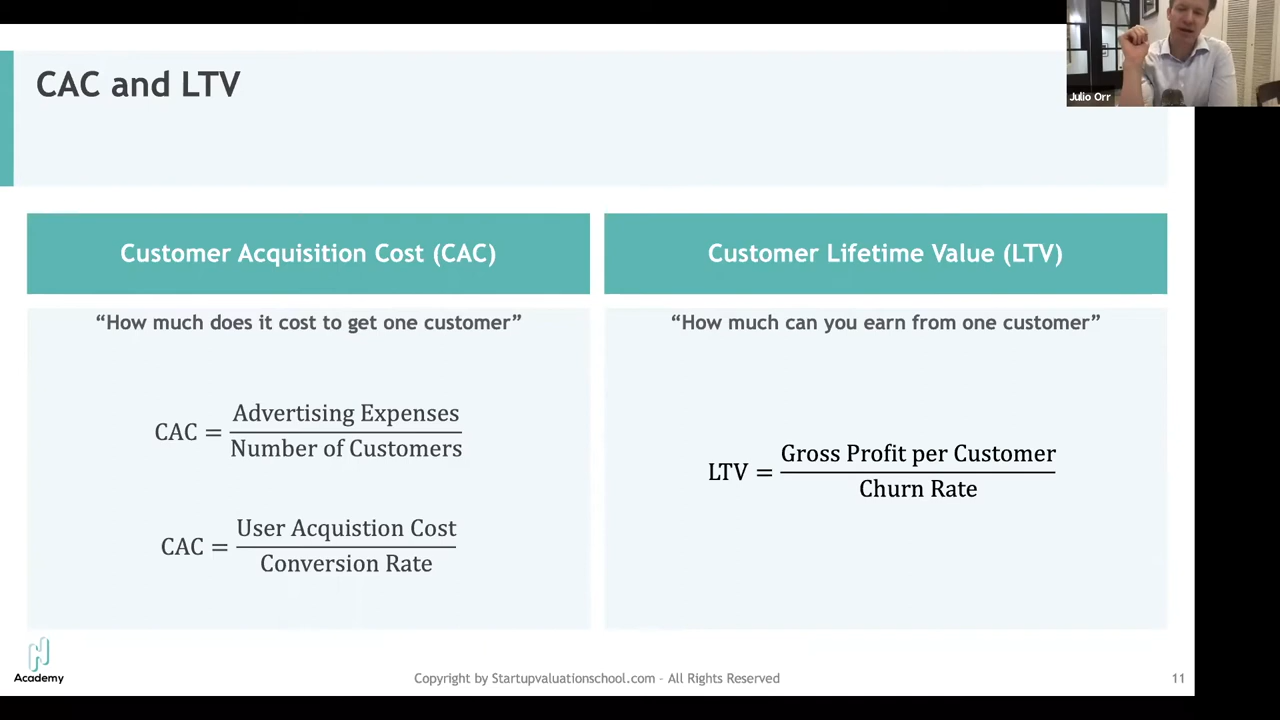 Julio Orr
CAC and LTV
Customer Acquisition Cost (CAC)
“How much does it cost to get one customer”
CAC = Advertising Expenses / Number of Customers
CAC = User Acquistion Cost / Conversion Rate
Customer Lifetime Value (LTV)
“How much can you earn from one customer”
LTV = Gross Profit per Customer / Churn Rate
Academy
Copyright by Startupvaluationschool.com – All Rights Reserved
11